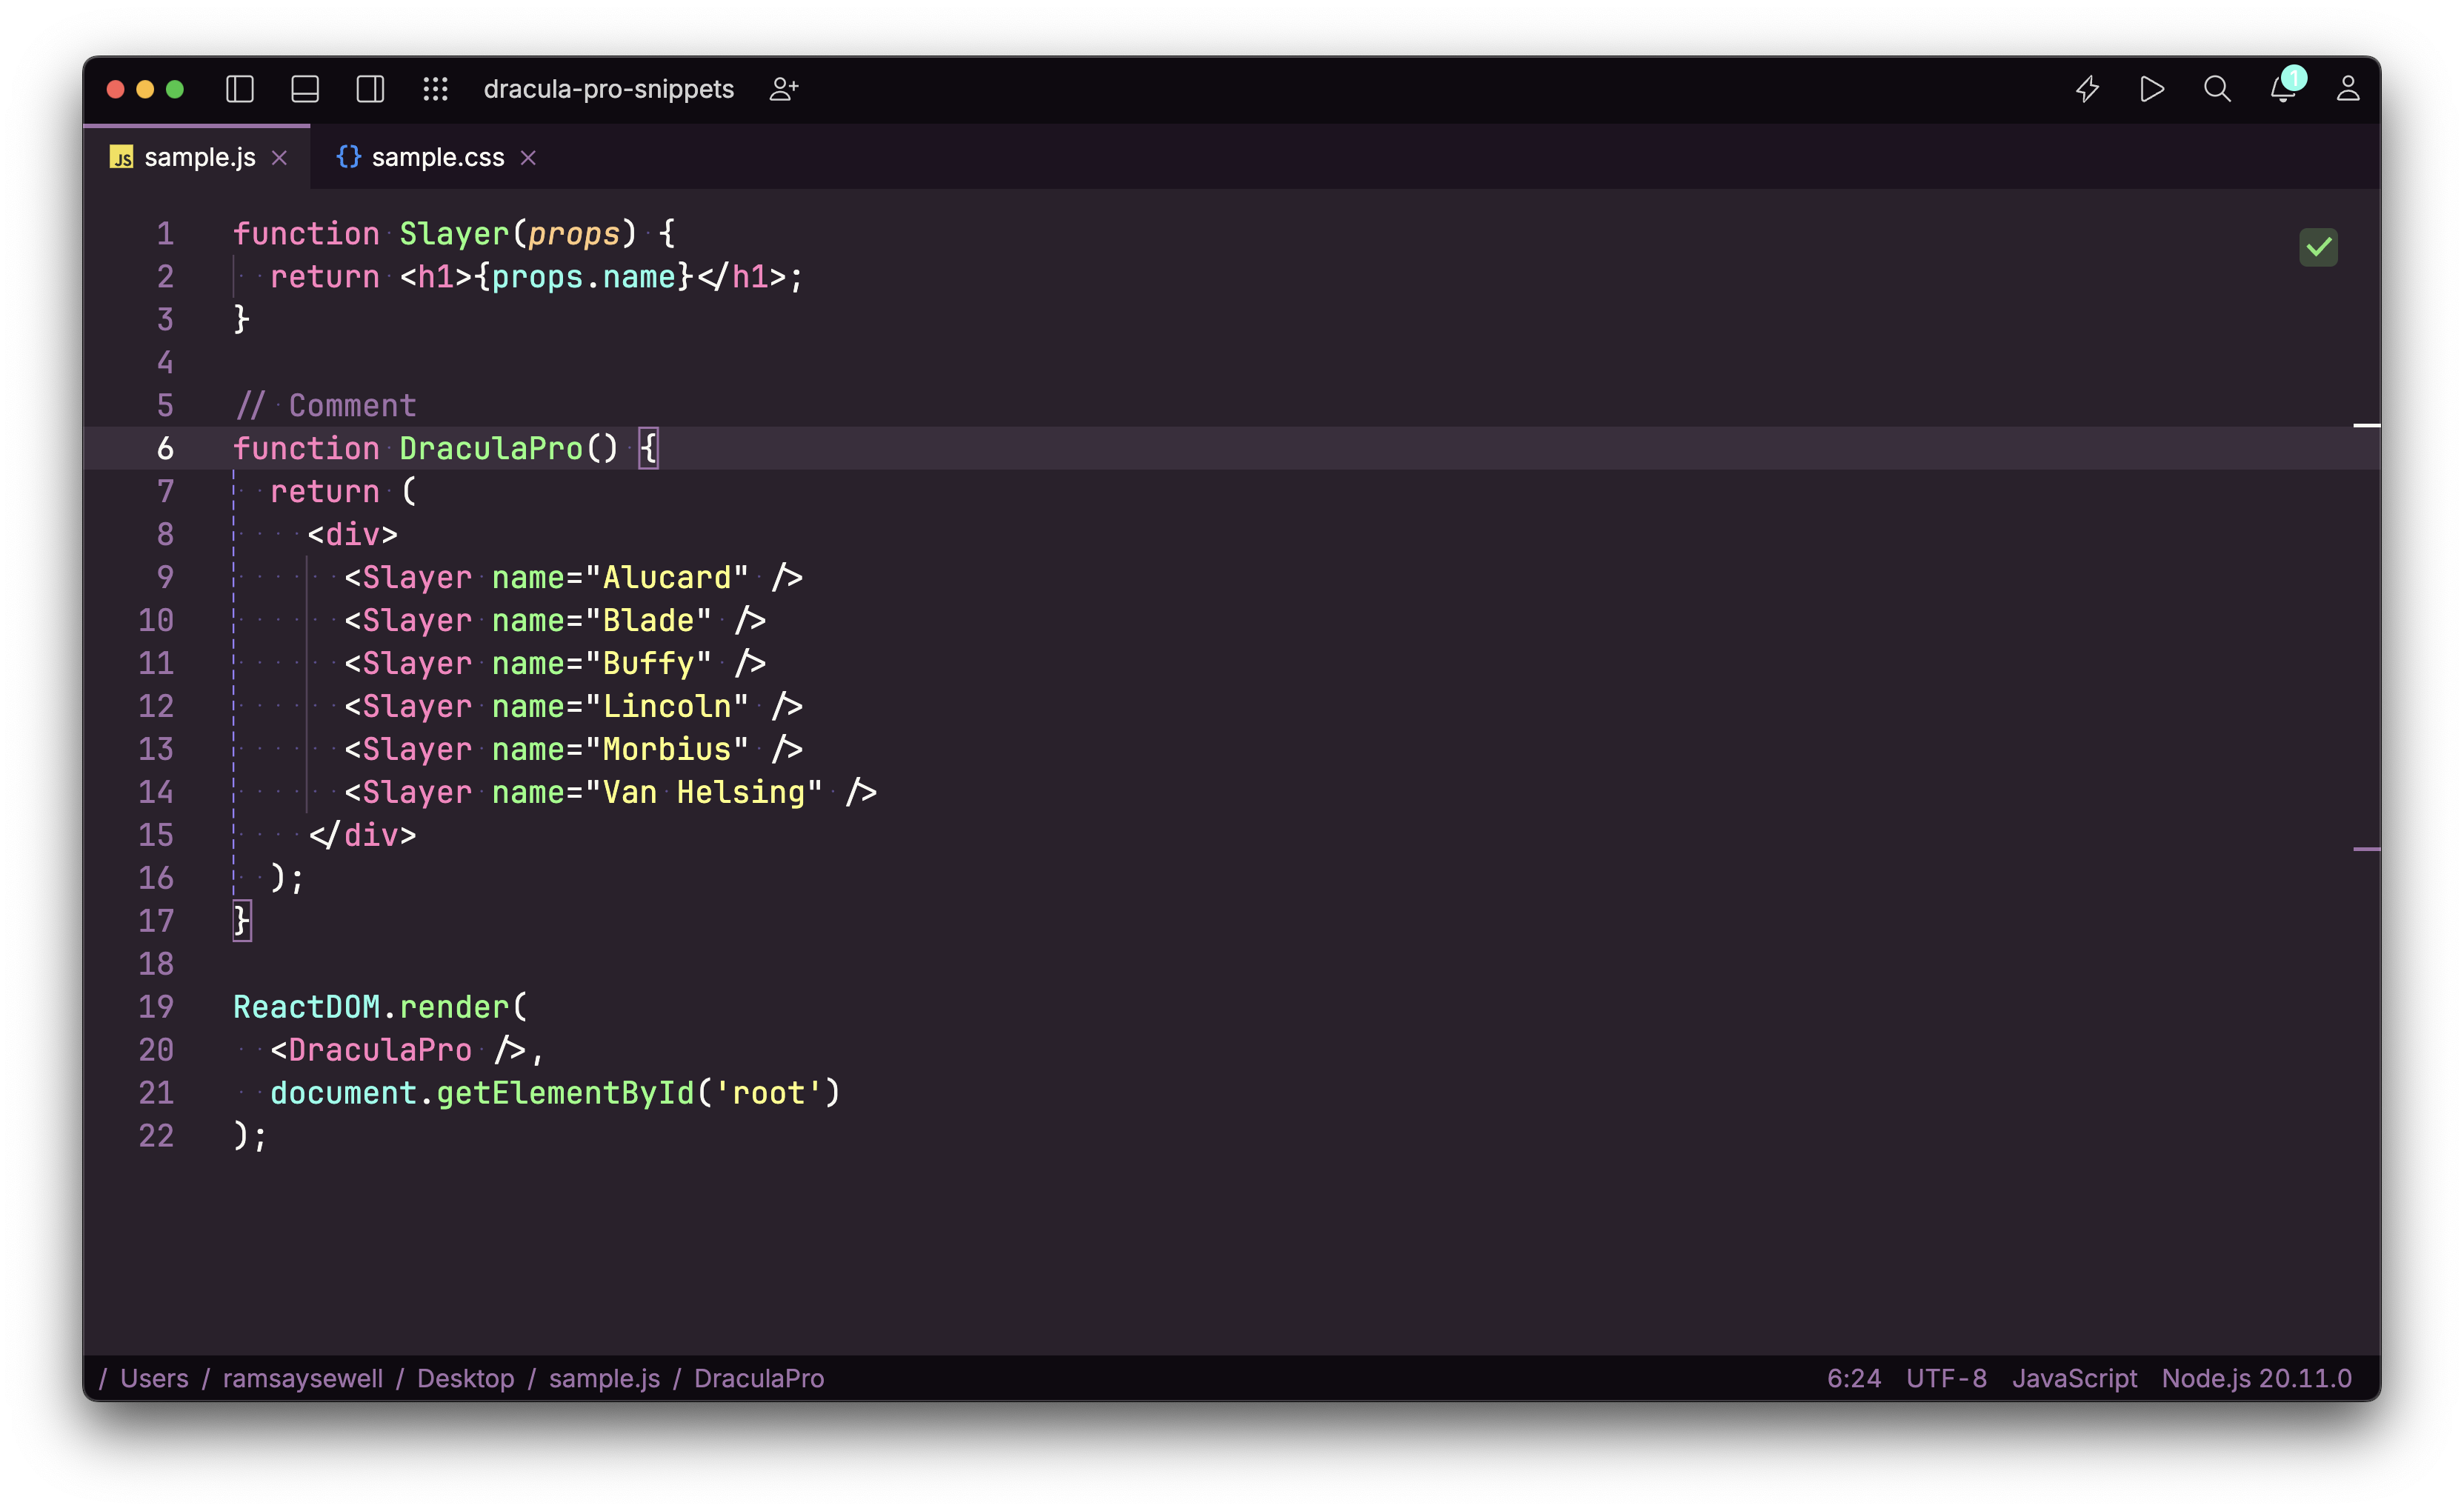 dracula-pro-snippets
1
JS sample.js
{} sample.css
1 function Slayer(props) {
2   return <h1>{props.name}</h1>;
3 }
4
5 // Comment
6 function DraculaPro() {
7   return (
8     <div>
9       <Slayer name="Alucard" />
10       <Slayer name="Blade" />
11       <Slayer name="Buffy" />
12       <Slayer name="Lincoln" />
13       <Slayer name="Morbius" />
14       <Slayer name="Van Helsing" />
15     </div>
16   );
17 }
18
19 ReactDOM.render(
20   <DraculaPro />,
21   document.getElementById('root')
22 );
/ Users / ramsaysewell / Desktop / sample.js / DraculaPro 6:24 UTF-8 JavaScript Node.js 20.11.0